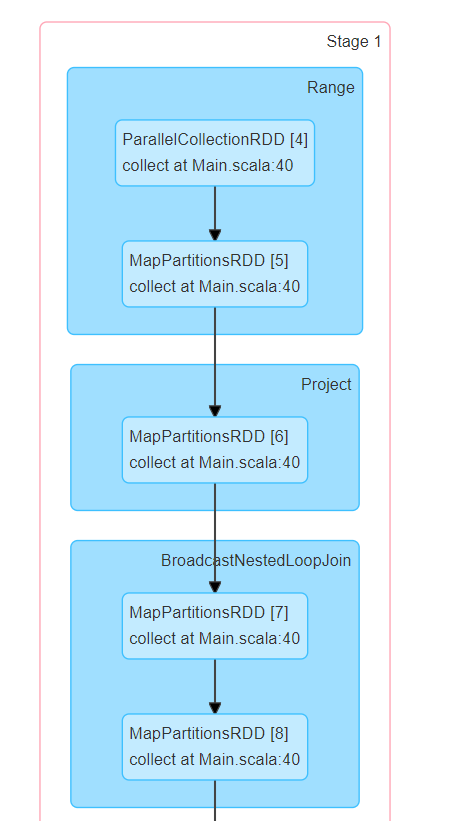 Stage 1
Range
ParallelCollectionRDD [4]
collect at Main.scala:40
MapPartitionsRDD [5]
collect at Main.scala:40
Project
MapPartitionsRDD [6]
collect at Main.scala:40
BroadcastNestedLoopJoin
MapPartitionsRDD [7]
collect at Main.scala:40
MapPartitionsRDD [8]
collect at Main.scala:40